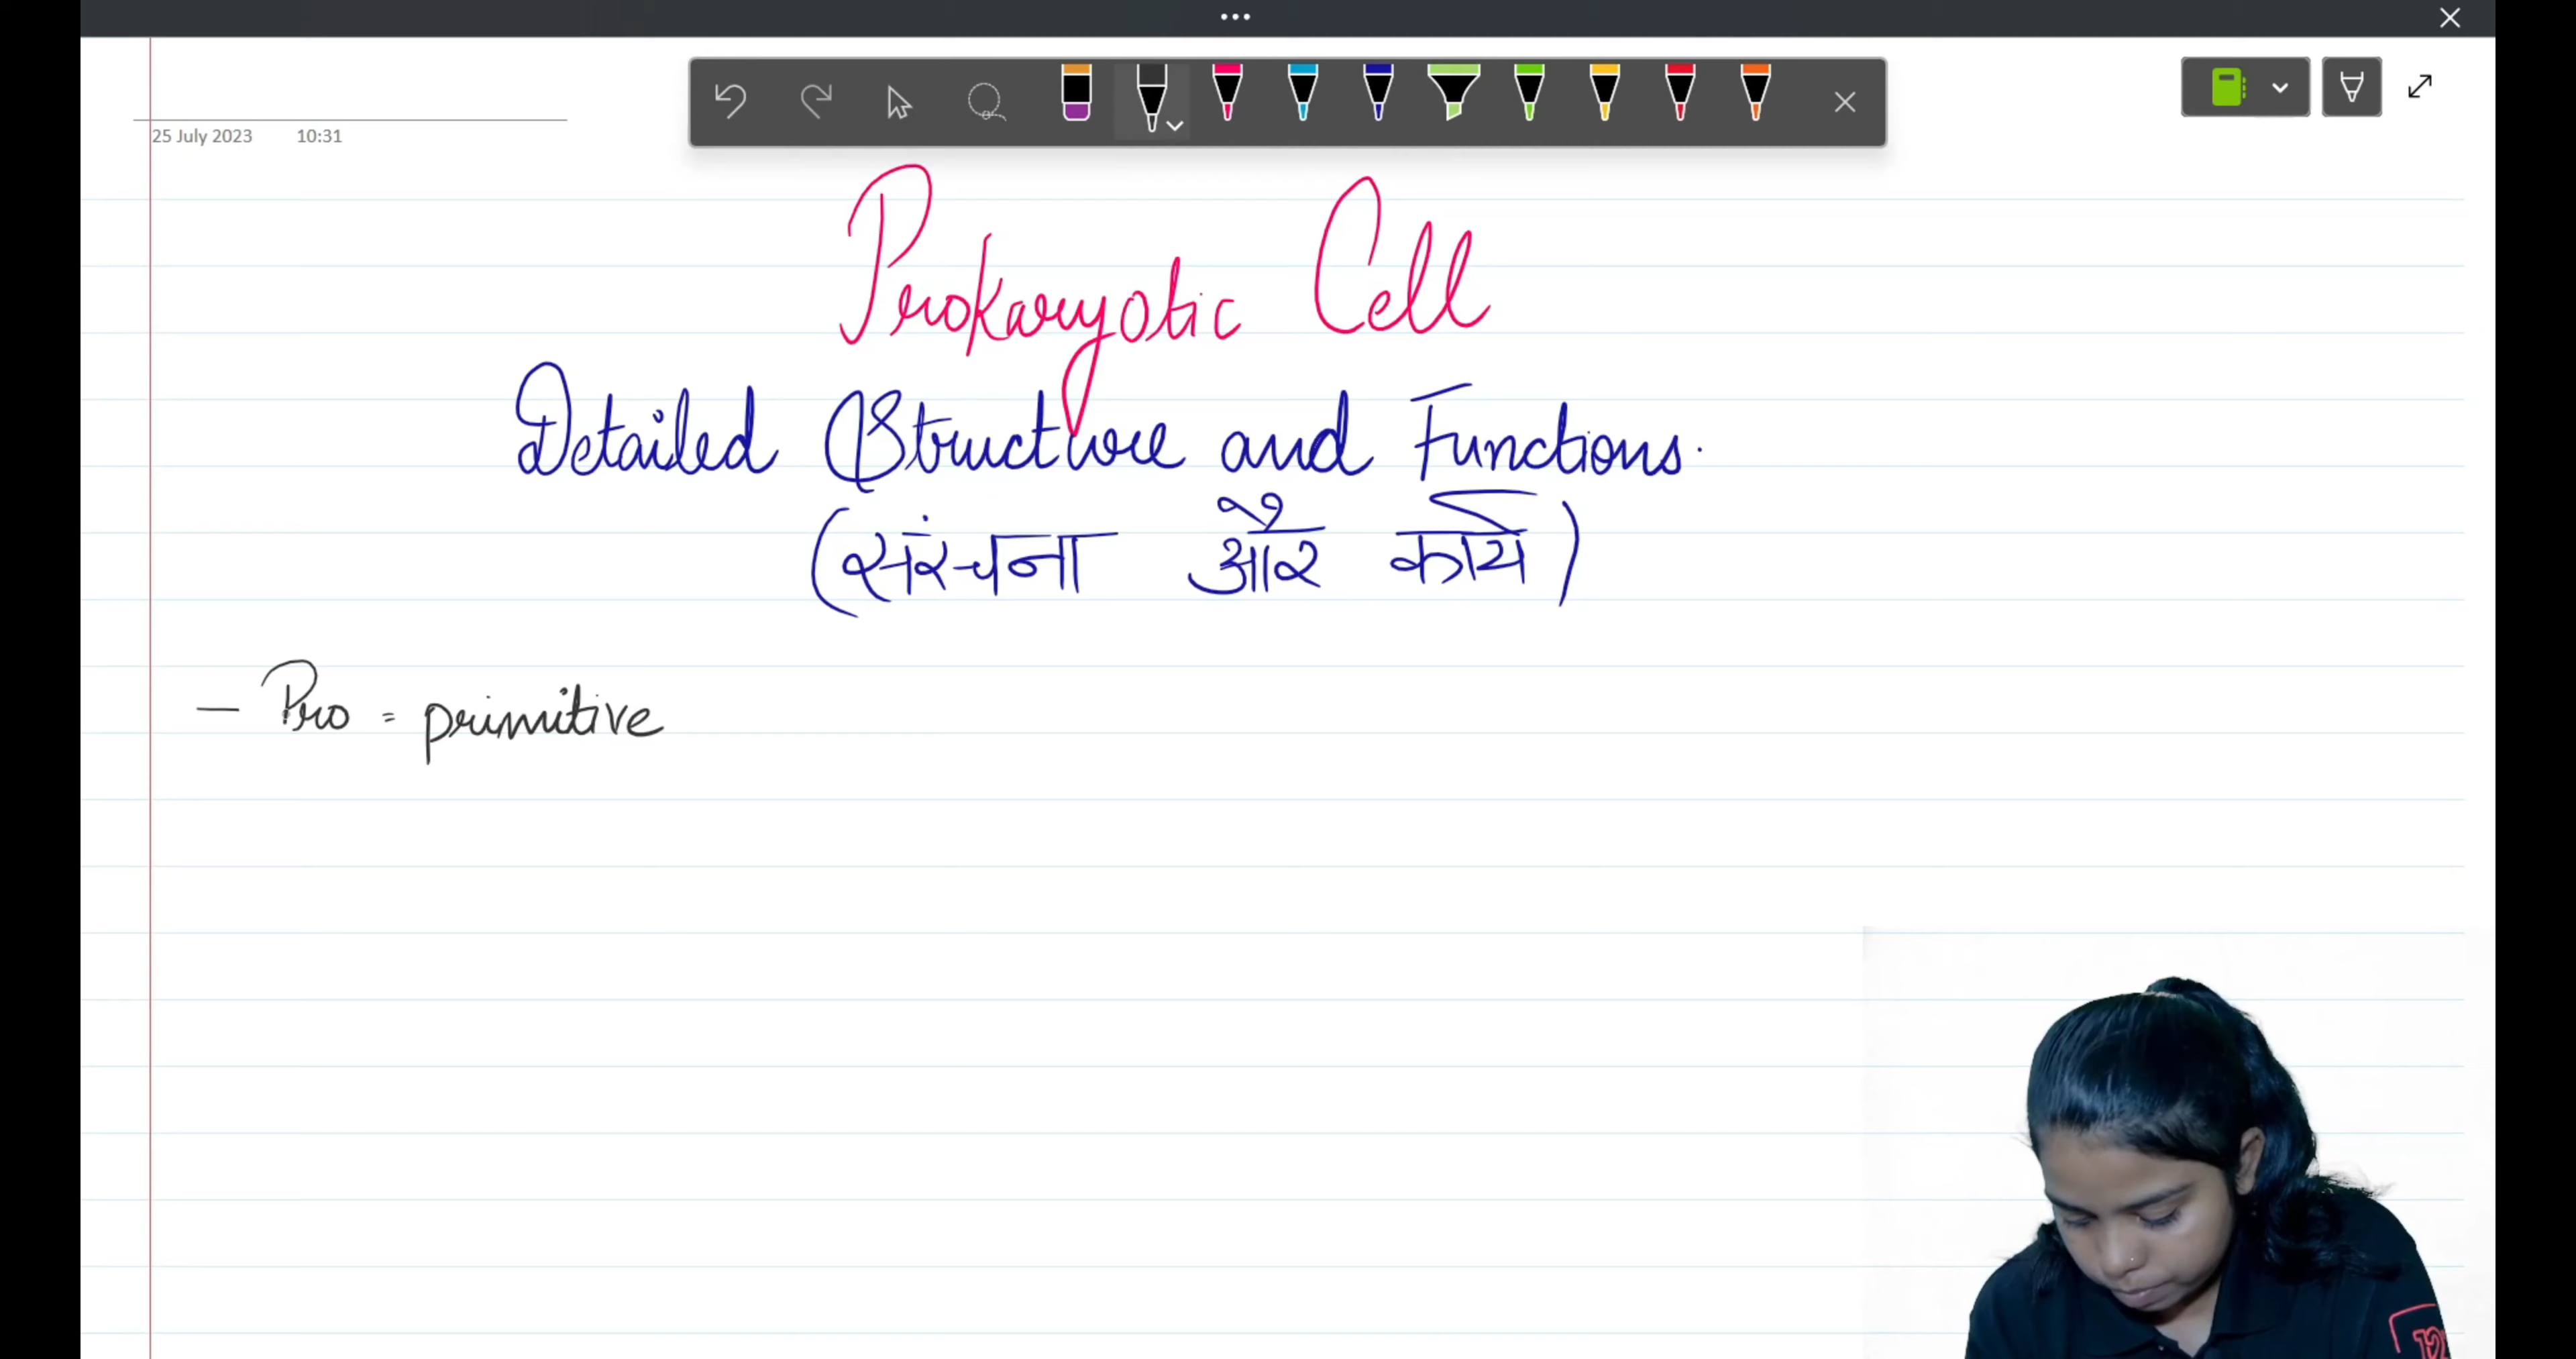 25 July 2023 10:31
Prokaryotic Cell
Detailed Structure and Functions.
(संरचना और कार्य)
— Pro = primitive